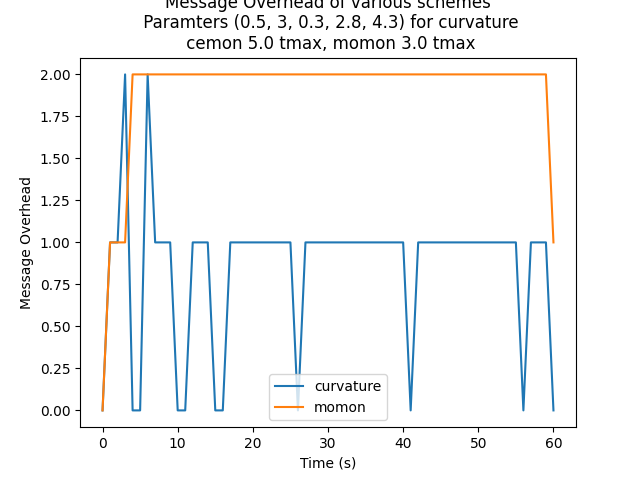 Message Overhead of Various schemes
Paramters (0.5, 3, 0.3, 2.8, 4.3) for curvature
cemon 5.0 tmax, momon 3.0 tmax
2.00
1.75
1.50
1.25
1.00
0.75
0.50
0.25
0.00
Message Overhead
curvature
momon
0 10 20 30 40 50 60
Time (s)